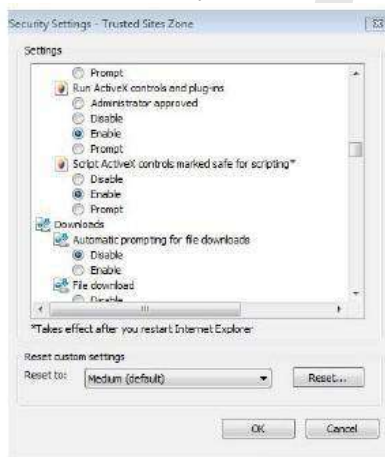 Security Settings - Trusted Sites Zone
Settings
Prompt
Run ActiveX controls and plug-ins
Administrator approved
Disable
Enable
Prompt
Script ActiveX controls marked safe for scripting*
Disable
Enable
Prompt
Downloads
Automatic prompting for file downloads
Disable
Enable
File download
Disable
*Takes effect after you restart Internet Explorer
Reset custom settings
Reset to: Medium (default) Reset...
OK Cancel